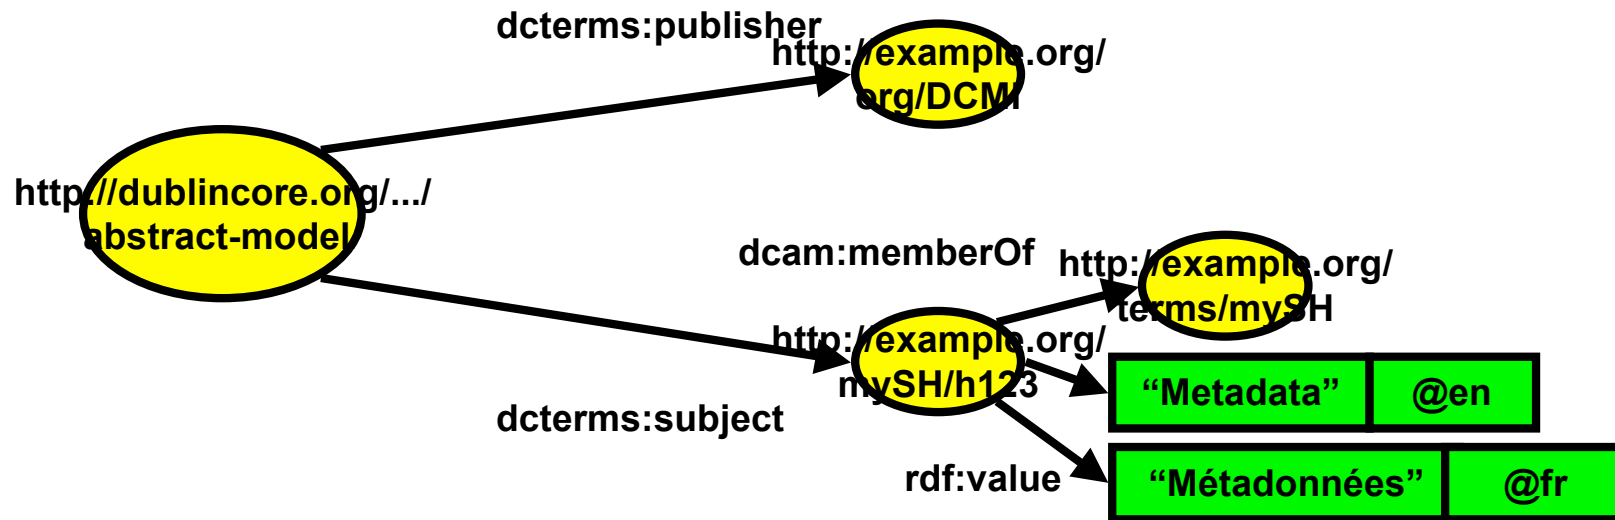 dcterms:publisher
http://example.org/
org/DCMI
http://dublincore.org/.../
abstract-model
dcam:memberOf
http://example.org/
terms/mySH
http://example.org/
mySH/h123
“Metadata” @en
dcterms:subject
rdf:value
“Métadonnées” @fr